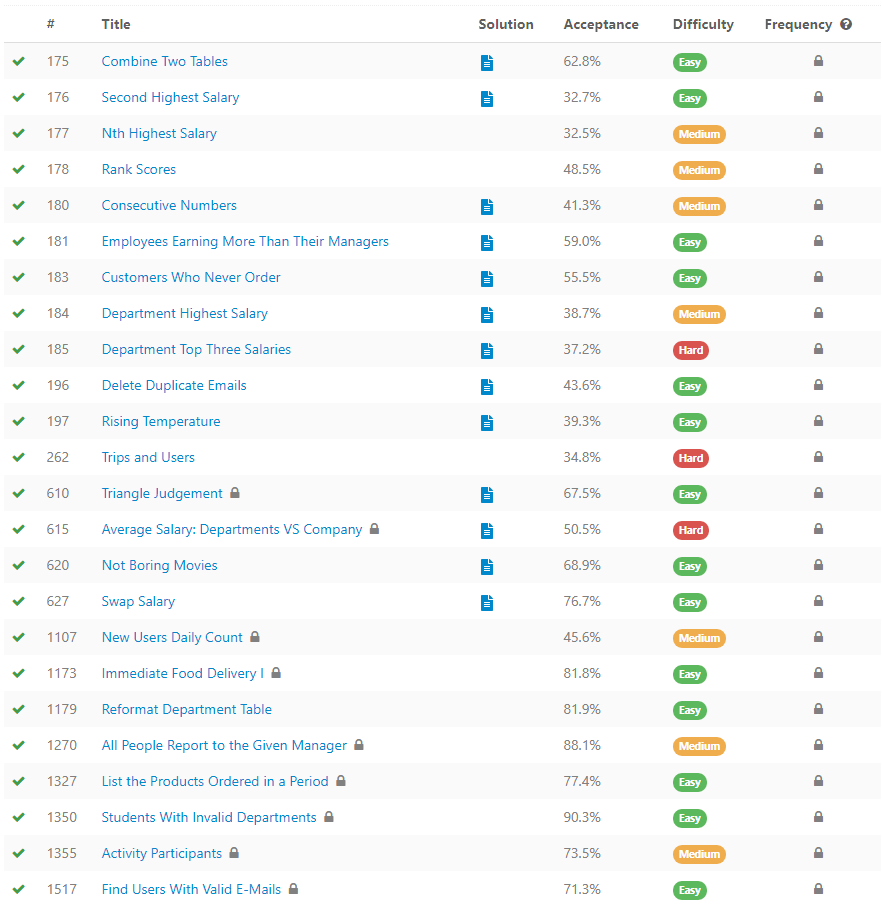 # Title Solution Acceptance Difficulty Frequency
175 Combine Two Tables 62.8% Easy
176 Second Highest Salary 32.7% Easy
177 Nth Highest Salary 32.5% Medium
178 Rank Scores 48.5% Medium
180 Consecutive Numbers 41.3% Medium
181 Employees Earning More Than Their Managers 59.0% Easy
183 Customers Who Never Order 55.5% Easy
184 Department Highest Salary 38.7% Medium
185 Department Top Three Salaries 37.2% Hard
196 Delete Duplicate Emails 43.6% Easy
197 Rising Temperature 39.3% Easy
262 Trips and Users 34.8% Hard
610 Triangle Judgement 67.5% Easy
615 Average Salary: Departments VS Company 50.5% Hard
620 Not Boring Movies 68.9% Easy
627 Swap Salary 76.7% Easy
1107 New Users Daily Count 45.6% Medium
1173 Immediate Food Delivery I 81.8% Easy
1179 Reformat Department Table 81.9% Easy
1270 All People Report to the Given Manager 88.1% Medium
1327 List the Products Ordered in a Period 77.4% Easy
1350 Students With Invalid Departments 90.3% Easy
1355 Activity Participants 73.5% Medium
1517 Find Users With Valid E-Mails 71.3% Easy